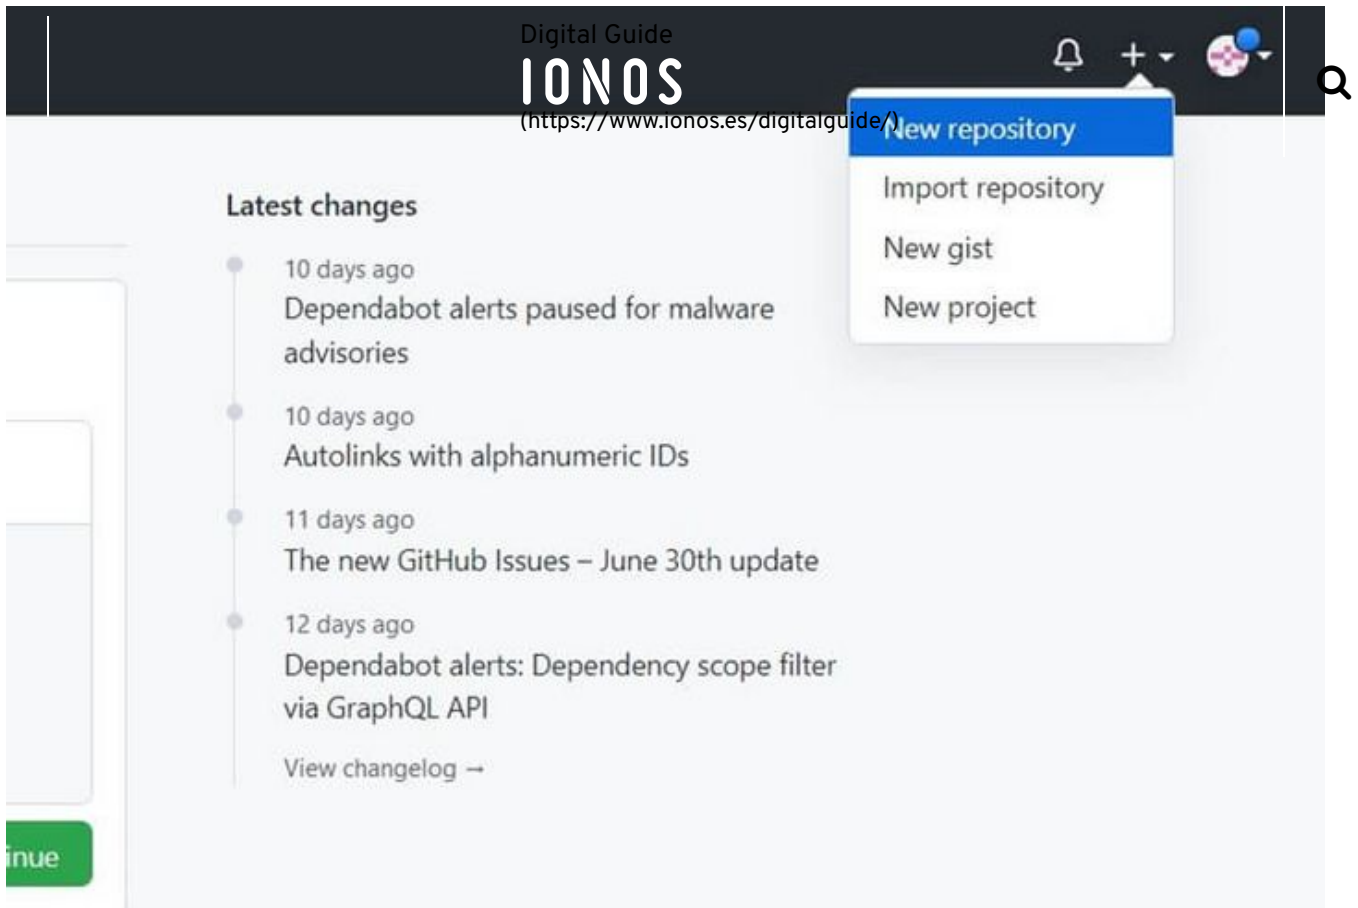 Digital Guide
IONOS
(https://www.ionos.es/digitalguide/)
New repository
Import repository
New gist
New project
Latest changes
10 days ago
Dependabot alerts paused for malware
advisories
10 days ago
Autolinks with alphanumeric IDs
11 days ago
The new GitHub Issues – June 30th update
12 days ago
Dependabot alerts: Dependency scope filter
via GraphQL API
View changelog →
inue